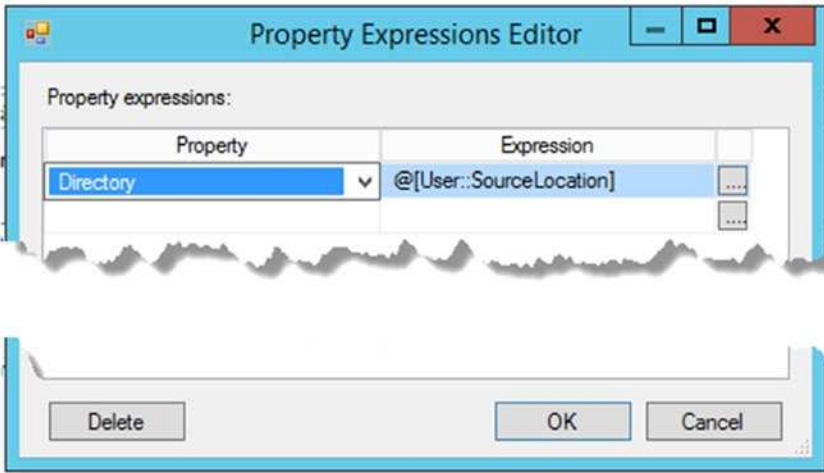 Property Expressions Editor
Property expressions:
Property Expression
Directory @[User::SourceLocation] ....
....
Delete OK Cancel